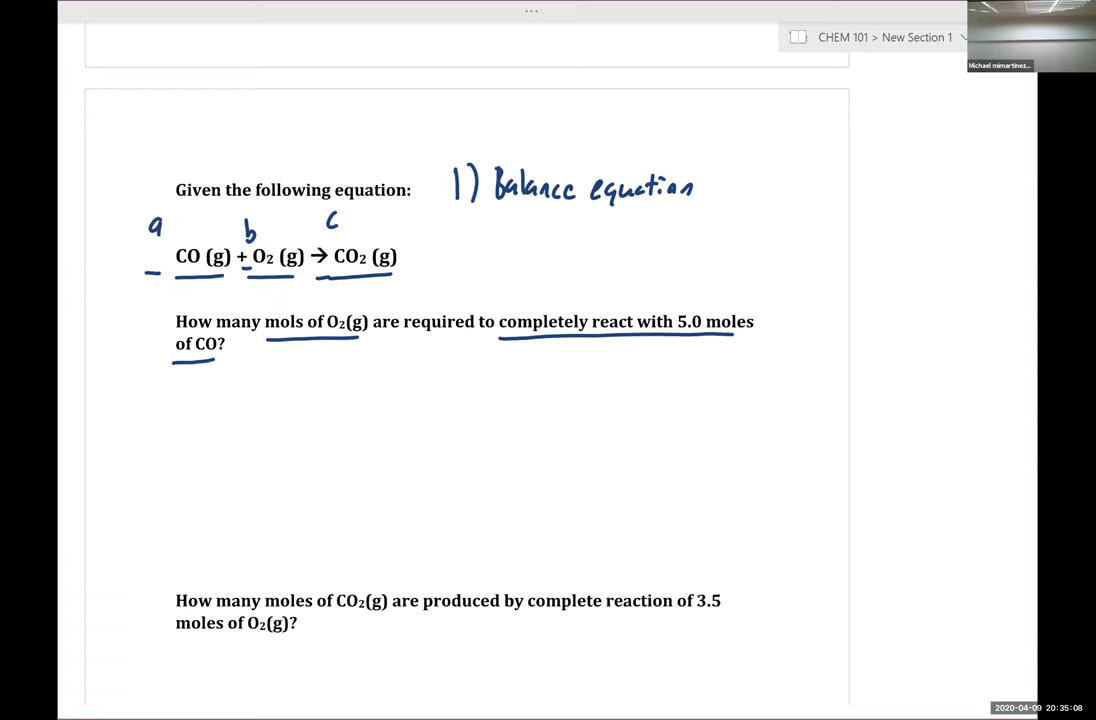 CHEM 101 > New Section 1
Michael mimartinez...
Given the following equation:
1) Balance equation
a b c
CO (g) + O₂ (g) → CO₂ (g)
How many mols of O₂(g) are required to completely react with 5.0 moles
of CO?
How many moles of CO₂(g) are produced by complete reaction of 3.5
moles of O₂(g)?
2020-04-09 20:35:08